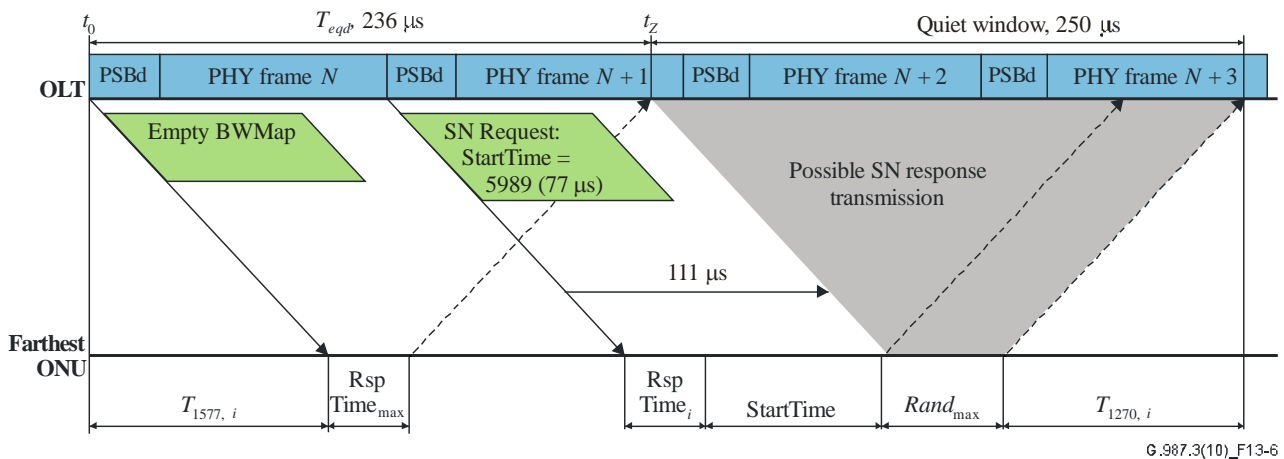 t0
Teqd, 236 μs
tZ
Quiet window, 250 μs
OLT
PSBd
PHY frame N
PSBd
PHY frame N + 1
PSBd
PHY frame N + 2
PSBd
PHY frame N + 3
Empty BWMap
SN Request:
StartTime =
5989 (77 μs)
Possible SN response
transmission
111 μs
Farthest
ONU
T1577, i
Rsp
Timemax
Rsp
Timei
StartTime
Randmax
T1270, i
G.987.3(10)_F13-6